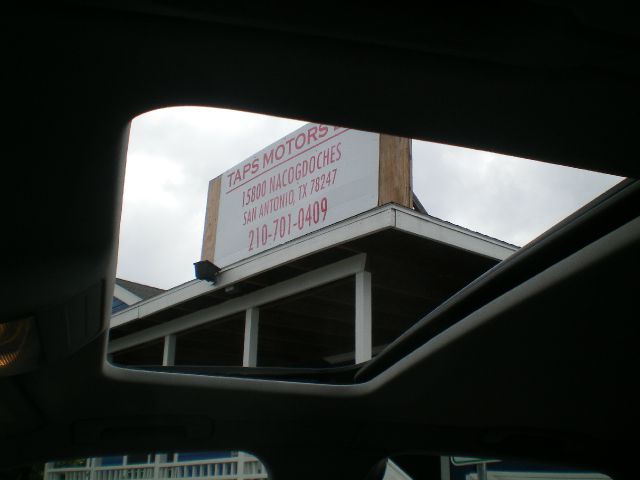 TAPS MOTORS
15800 NACOGDOCHES
SAN ANTONIO, TX 78247
210-701-0409